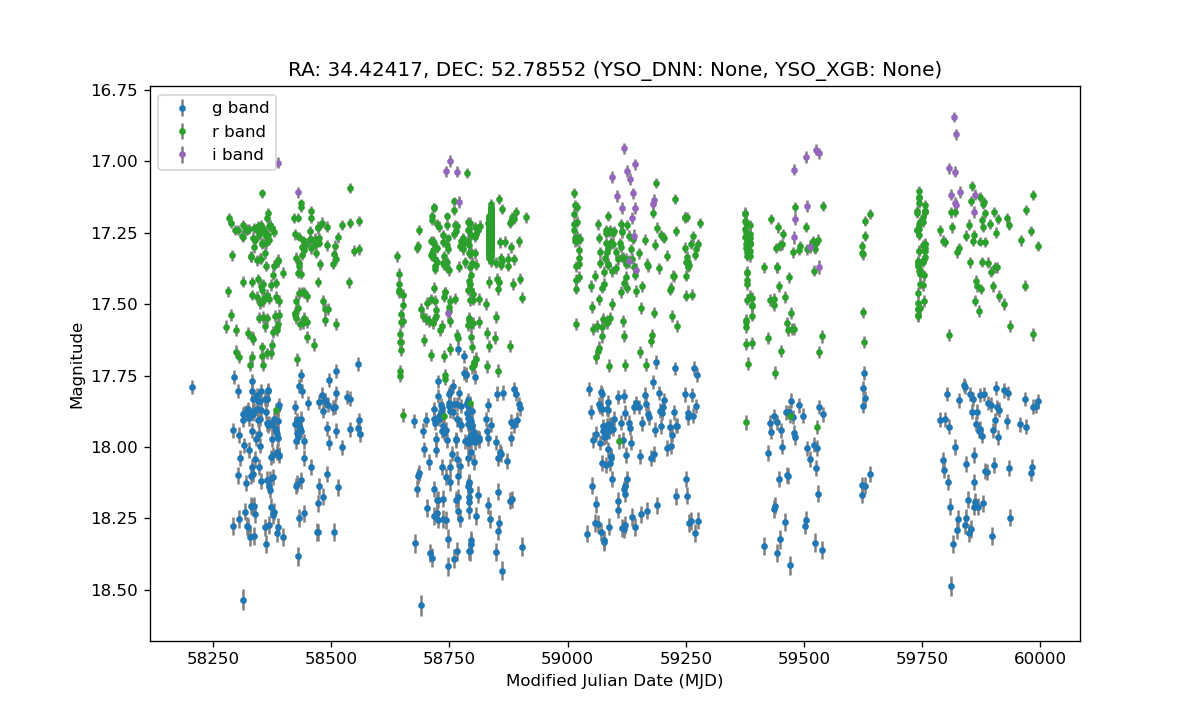 RA: 34.42417, DEC: 52.78552 (YSO_DNN: None, YSO_XGB: None)
16.75
17.00
17.25
17.50
17.75
18.00
18.25
18.50
Magnitude
g band
r band
i band
58250 58500 58750 59000 59250 59500 59750 60000
Modified Julian Date (MJD)